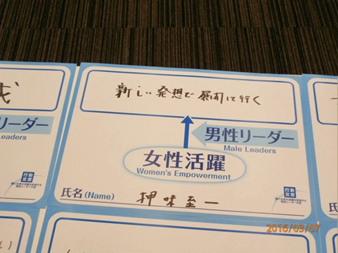 新しい発想で展開して行く
男性リーダー
Male Leaders
女性活躍
Women's Empowerment
氏名(Name) 押味至一
リーダー
Leaders
氏名
2016/03/07